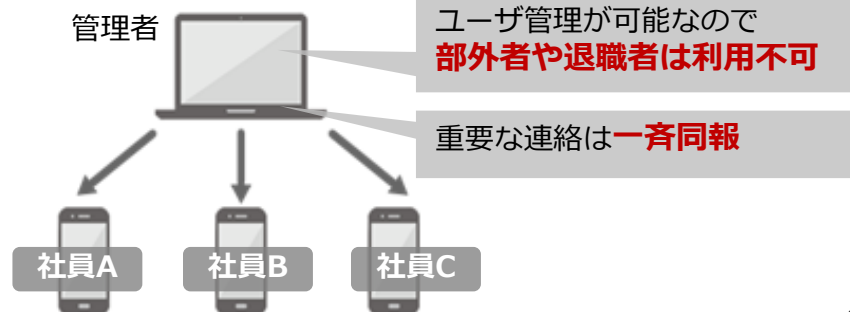 管理者
ユーザ管理が可能なので
部外者や退職者は利用不可
重要な連絡は一斉同報
社員A
社員B
社員C